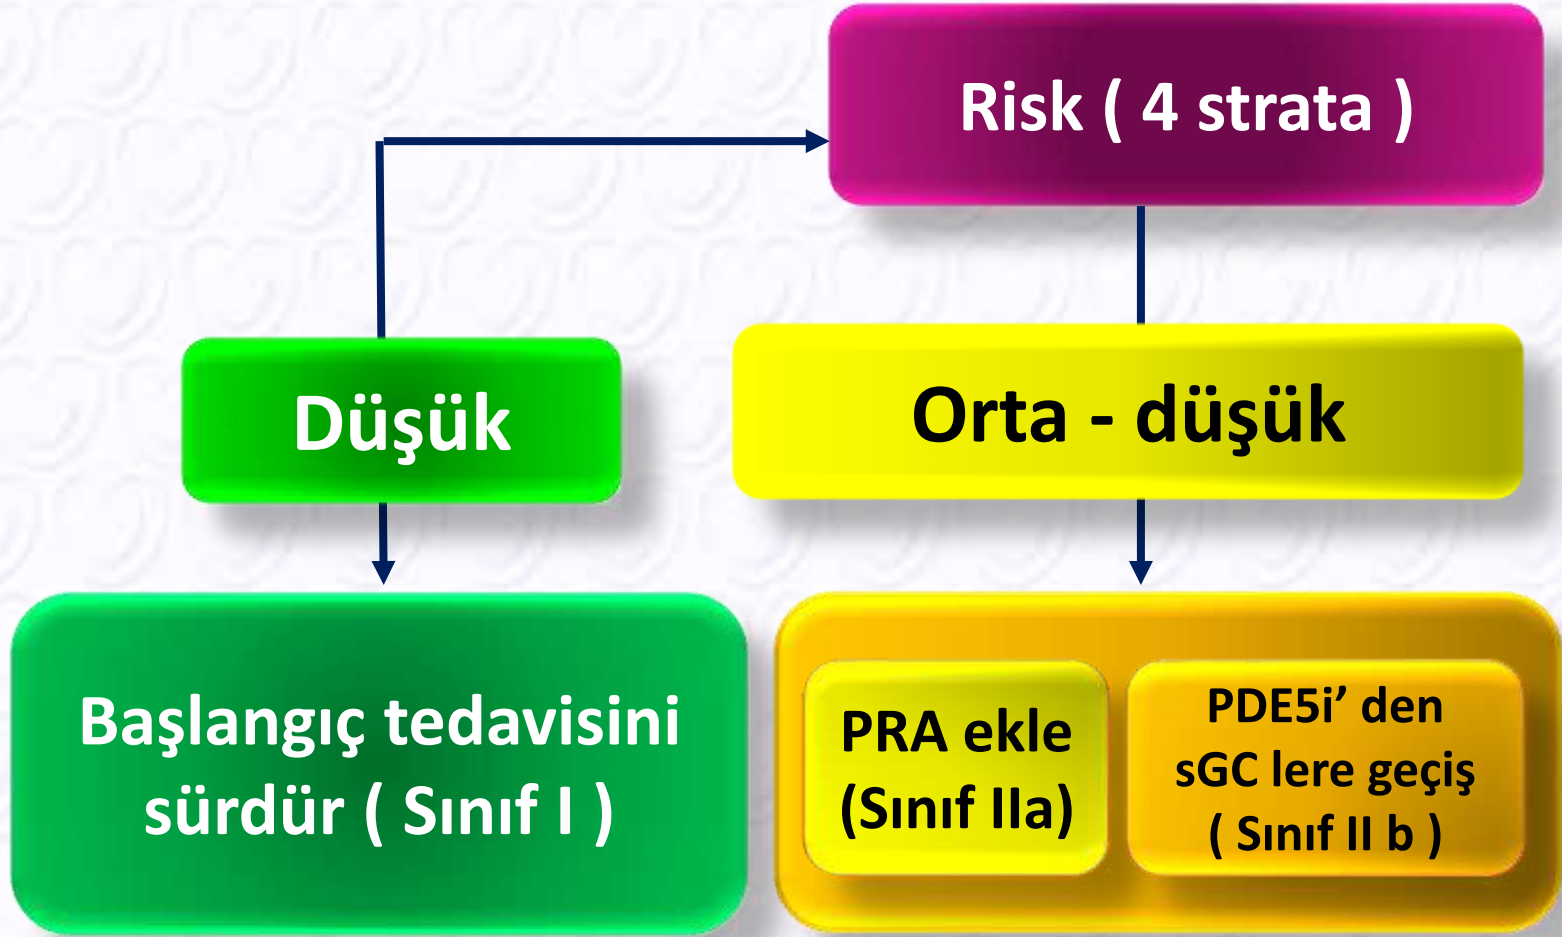 Risk ( 4 strata )
Düşük
Orta - düşük
Başlangıç tedavisini
sürdür ( Sınıf I )
PRA ekle
(Sınıf IIa)
PDE5i’ den
sGC lere geçiş
( Sınıf II b )